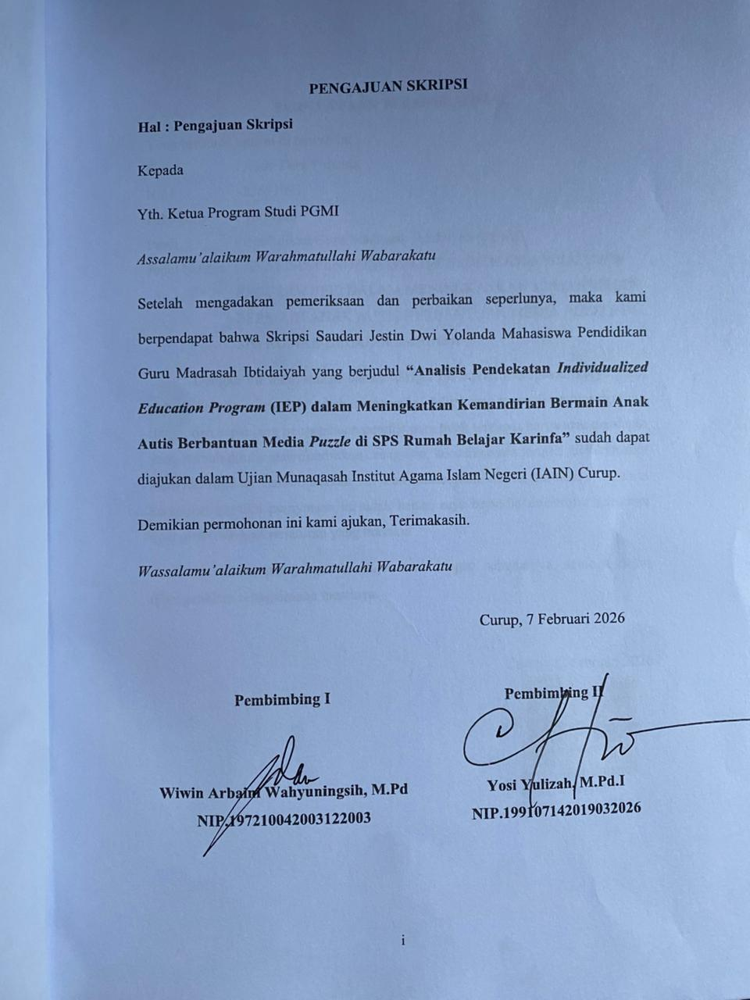 PENGAJUAN SKRIPSI
Hal : Pengajuan Skripsi
Kepada
Yth. Ketua Program Studi PGMI
Assalamu'alaikum Warahmatullahi Wabarakatu
Setelah mengadakan pemeriksaan dan perbaikan seperlunya, maka kami
berpendapat bahwa Skripsi Saudari Jestin Dwi Yolanda Mahasiswa Pendidikan
Guru Madrasah Ibtidaiyah yang berjudul “Analisis Pendekatan Individualized
Education Program (IEP) dalam Meningkatkan Kemandirian Bermain Anak
Autis Berbantuan Media Puzzle di SPS Rumah Belajar Karinfa” sudah dapat
diajukan dalam Ujian Munaqasah Institut Agama Islam Negeri (IAIN) Curup.
Demikian permohonan ini kami ajukan, Terimakasih.
Wassalamu'alaikum Warahmatullahi Wabarakatu
Curup, 7 Februari 2026
Pembimbing I
Pembimbing II
Wiwin Arbaini Wahyuningsih, M.Pd
NIP.197210042003122003
Yosi Yulizah, M.Pd.I
NIP.199107142019032026
i